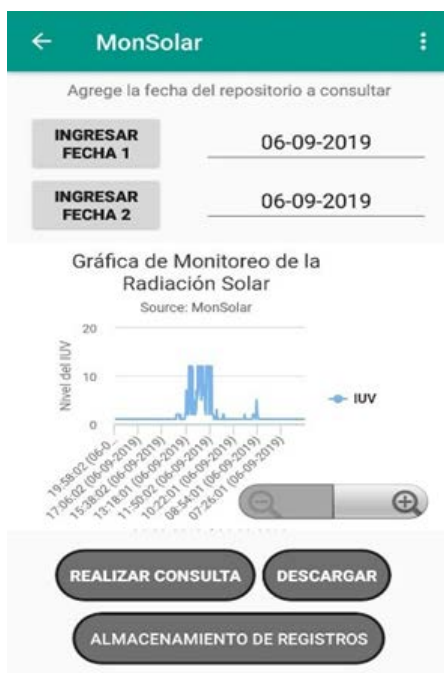 MonSolar
Agrege la fecha del repositorio a consultar
INGRESAR
FECHA 1
06-09-2019
INGRESAR
FECHA 2
06-09-2019
Gráfica de Monitoreo de la
Radiación Solar
Source: MonSolar
Nivel del IUV
20
10
0
IUV
19:58:02 (06-0...
17:06:02 (06-09-2019)
15:38:02 (06-09-2019)
13:18:01 (06-09-2019)
11:50:02 (06-09-2019)
10:22:01 (06-09-2019)
08:54:01 (06-09-2019)
07:26:01 (06-09-2019)
REALIZAR CONSULTA
DESCARGAR
ALMACENAMIENTO DE REGISTROS